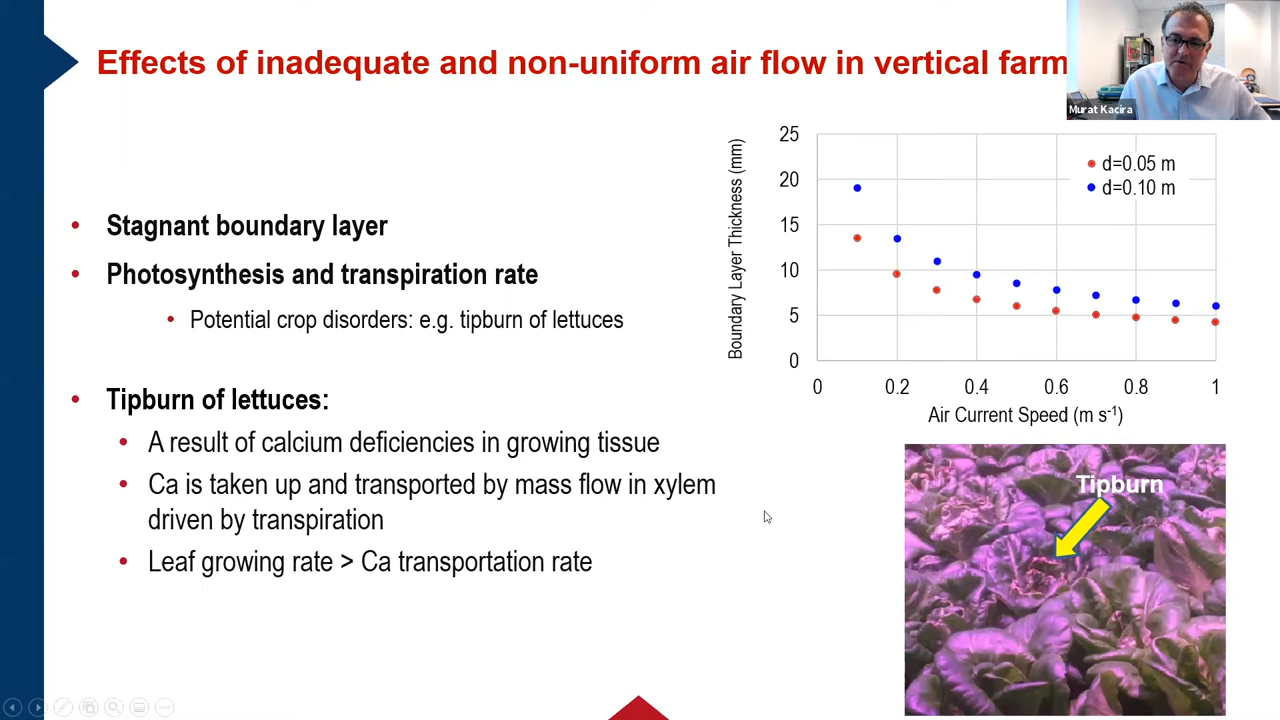 Effects of inadequate and non-uniform air flow in vertical farm
Murat Kacira
• Stagnant boundary layer
• Photosynthesis and transpiration rate
• Potential crop disorders: e.g. tipburn of lettuces
• Tipburn of lettuces:
• A result of calcium deficiencies in growing tissue
• Ca is taken up and transported by mass flow in xylem
driven by transpiration
• Leaf growing rate > Ca transportation rate
Boundary Layer Thickness (mm)
25
20
15
10
5
0
d=0.05 m
d=0.10 m
0 0.2 0.4 0.6 0.8 1
Air Current Speed (m s⁻¹)
Tipburn